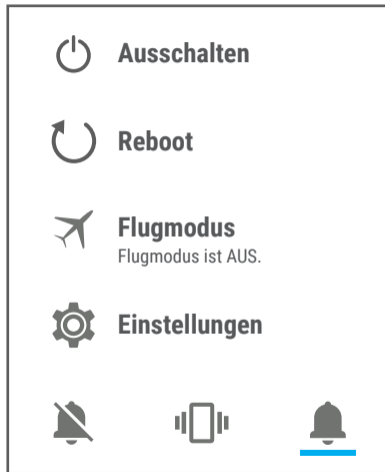 Ausschalten
Reboot
Flugmodus
Flugmodus ist AUS.
Einstellungen